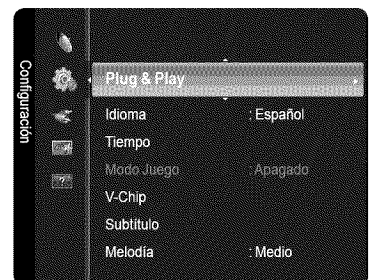 Configuración
Plug & Play
Idioma : Español
Tiempo
Modo Juego : Apagado
V-Chip
Subtítulo
Melodía : Medio